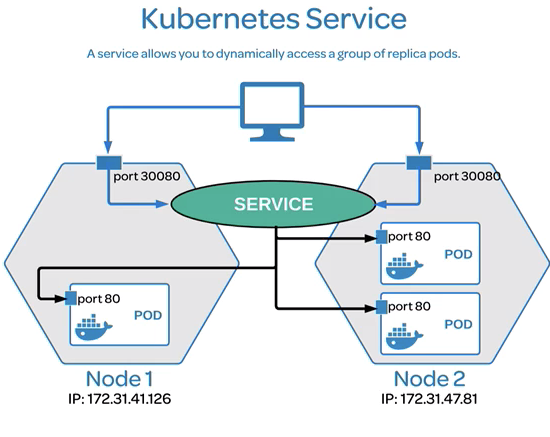 Kubernetes Service
A service allows you to dynamically access a group of replica pods.
port 30080
port 30080
SERVICE
port 80
POD
port 80
POD
port 80
POD
Node 1
IP: 172.31.41.126
Node 2
IP: 172.31.47.81